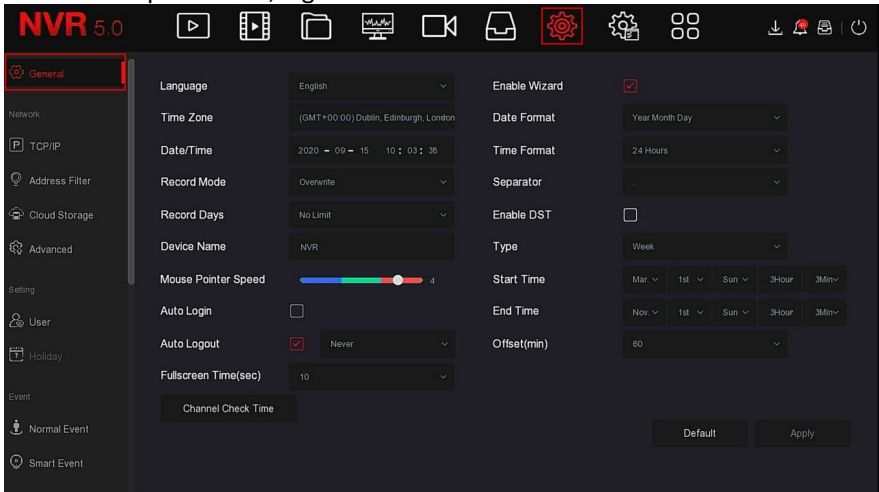 NVR 5.0
General
Network
TCP/IP
Address Filter
Cloud Storage
Advanced
Setting
User
Holiday
Event
Normal Event
Smart Event
Language English
Time Zone (GMT+00:00) Dublin, Edinburgh, London
Date/Time 2020 - 09 - 15 10 : 03 : 36
Record Mode Overwrite
Record Days No Limit
Device Name NVR
Mouse Pointer Speed 4
Auto Login
Auto Logout Never
Fullscreen Time(sec) 10
Channel Check Time
Enable Wizard
Date Format Year Month Day
Time Format 24 Hours
Separator .
Enable DST
Type Week
Start Time Mar. 1st Sun 3Hour 3Min
End Time Nov. 1st Sun 3Hour 3Min
Offset(min) 60
Default Apply